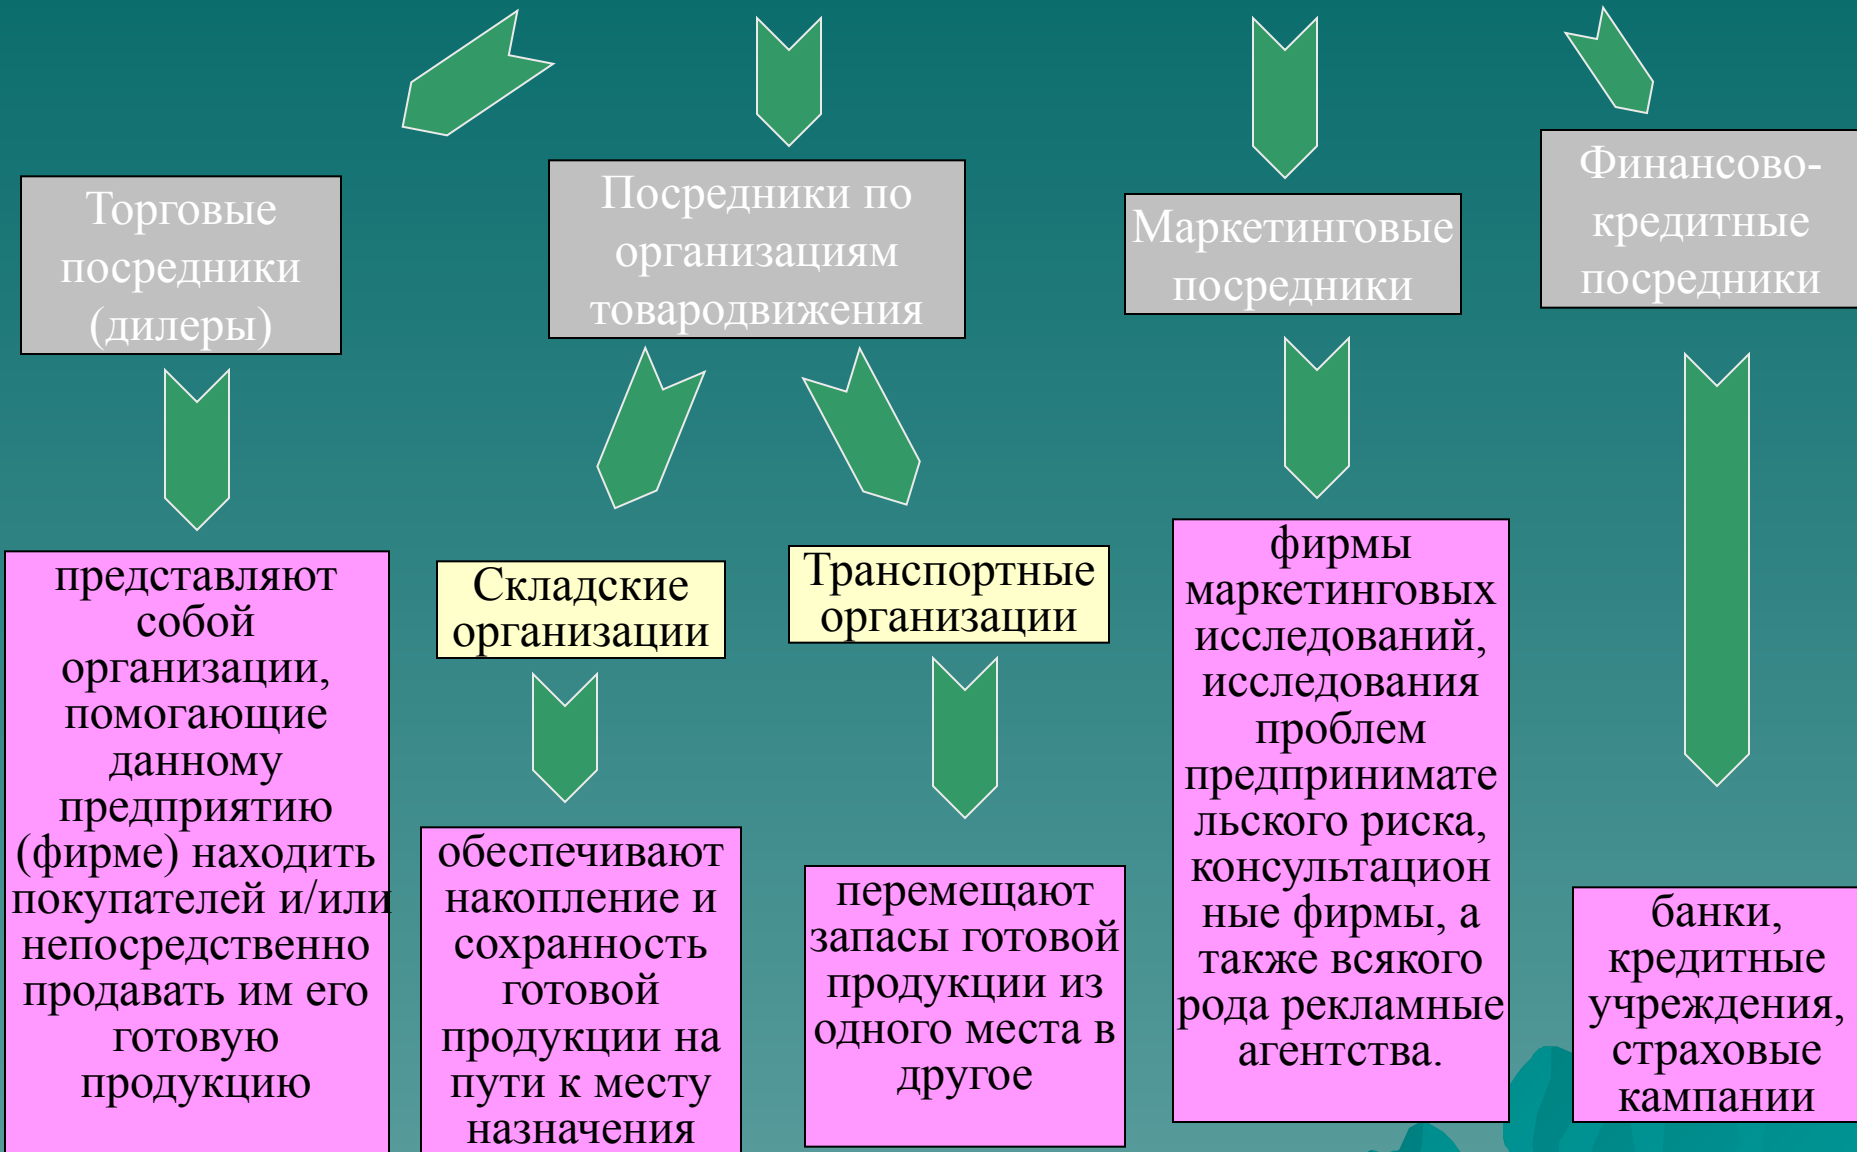 Торговые
посредники
(дилеры)
Посредники по
организациям
товародвижения
Маркетинговые
посредники
Финансово-
кредитные
посредники
представляют
собой
организации,
помогающие
данному
предприятию
(фирме) находить
покупателей и/или
непосредственно
продавать им его
готовую
продукцию
Складские
организации
обеспечивают
накопление и
сохранность
готовой
продукции на
пути к месту
назначения
Транспортные
организации
перемещают
запасы готовой
продукции из
одного места в
другое
фирмы
маркетинговых
исследований,
исследования
проблем
предпринимате
льского риска,
консультацион
ные фирмы, а
также всякого
рода рекламные
агентства.
банки,
кредитные
учреждения,
страховые
кампании